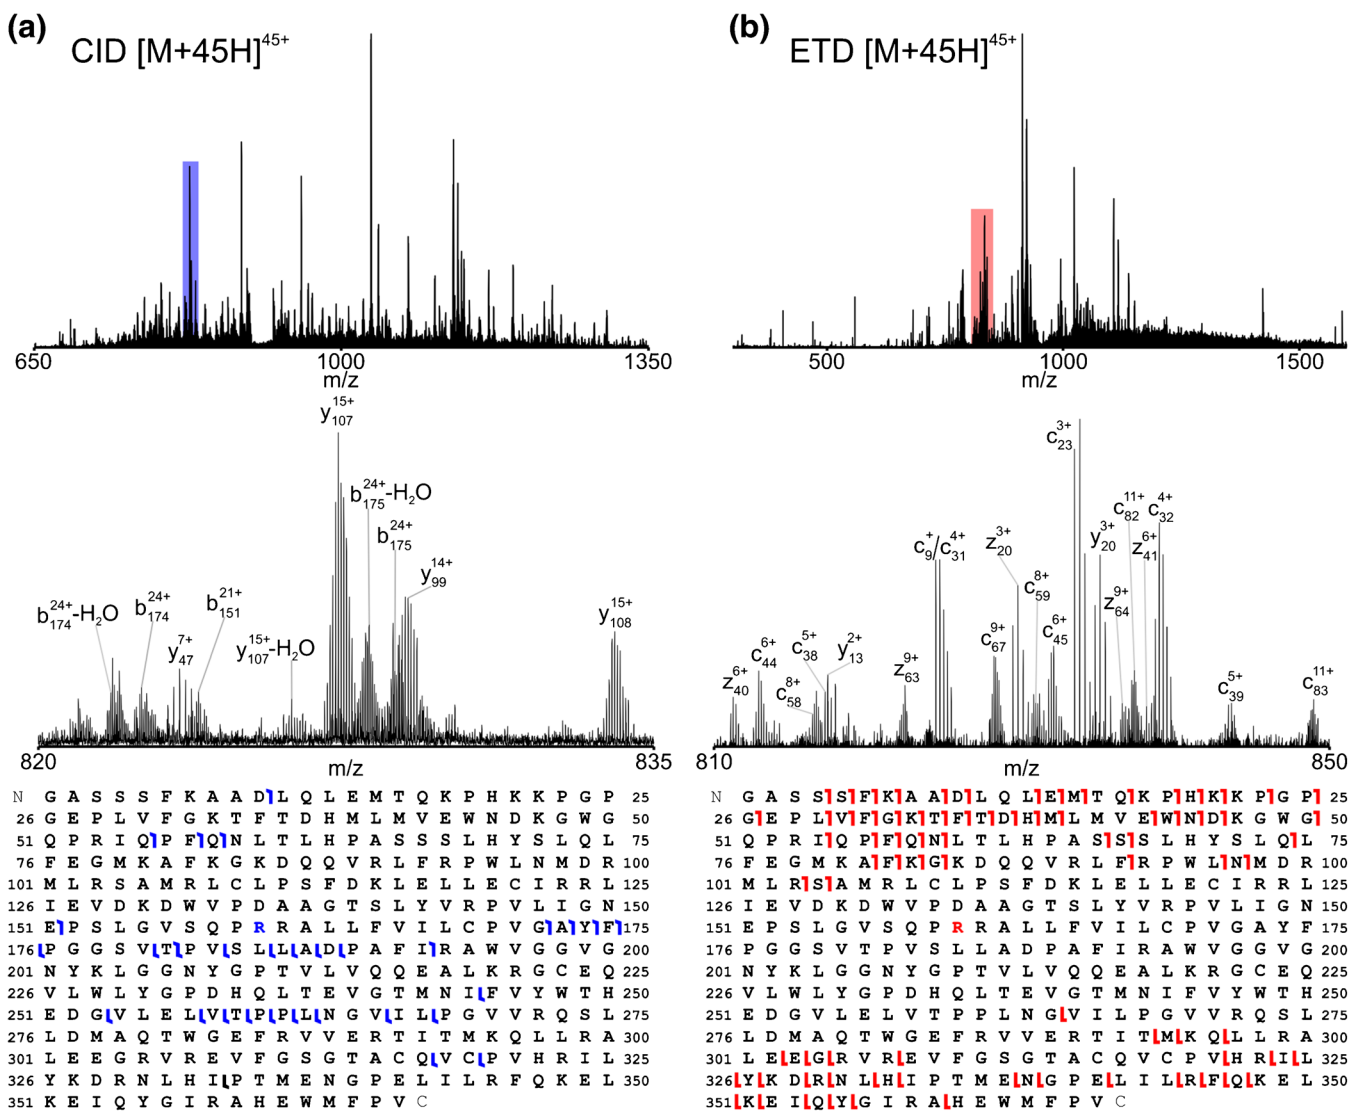 (a)
CID [M+45H]45+
650 1000 1350
m/z
y107 15+
b175 24+-H2O
b175 24+
y99 14+
b174 24+-H2O
b174 24+
b151 21+
y47 7+
y107 15+-H2O
y108 15+
820 m/z 835
N G A S S S F K A A D L Q L E M T Q K P H K K P G P 25
26 G E P L V F G K T F T D H M L M V E W N D K G W G 50
51 Q P R I Q P F Q N L T L H P A S S S L H Y S L Q L 75
76 F E G M K A F K G K D Q Q V R L F R P W L N M D R 100
101 M L R S A M R L C L P S F D K L E L L E C I R R L 125
126 I E V D K D W V P D A A G T S L Y V R P V L I G N 150
151 E P S L G V S Q P R R A L L F V I L C P V G A Y F 175
176 P G G S V T P V S L L A D P A F I R A W V G G V G 200
201 N Y K L G G N Y G P T V L V Q Q E A L K R G C E Q 225
226 V L W L Y G P D H Q L T E V G T M N I F V Y W T H 250
251 E D G V L E L V T P P L N G V I L P G V V R Q S L 275
276 L D M A Q T W G E F R V V E R T I T M K Q L L R A 300
301 L E E G R V R E V F G S G T A C Q V C P V H R I L 325
326 Y K D R N L H I P T M E N G P E L I L R F Q K E L 350
351 K E I Q Y G I R A H E W M F P V C
(b)
ETD [M+45H]45+
500 1000 1500
m/z
c23 3+
c9 +/c31 4+
z20 3+
c59 8+
y20 3+
c82 11+
c32 4+
z41 6+
z64 9+
c67 9+
c45 6+
z40 6+
c44 6+
c58 8+
c38 5+
y13 2+
z63 9+
c39 5+
c83 11+
810 m/z 850
N G A S S S F K A A D L Q L E M T Q K P H K K P G P 25
26 G E P L V F G K T F T D H M L M V E W N D K G W G 50
51 Q P R I Q P F Q N L T L H P A S S S L H Y S L Q L 75
76 F E G M K A F K G K D Q Q V R L F R P W L N M D R 100
101 M L R S A M R L C L P S F D K L E L L E C I R R L 125
126 I E V D K D W V P D A A G T S L Y V R P V L I G N 150
151 E P S L G V S Q P R R A L L F V I L C P V G A Y F 175
176 P G G S V T P V S L L A D P A F I R A W V G G V G 200
201 N Y K L G G N Y G P T V L V Q Q E A L K R G C E Q 225
226 V L W L Y G P D H Q L T E V G T M N I F V Y W T H 250
251 E D G V L E L V T P P L N G V I L P G V V R Q S L 275
276 L D M A Q T W G E F R V V E R T I T M K Q L L R A 300
301 L E E G R V R E V F G S G T A C Q V C P V H R I L 325
326 Y K D R N L H I P T M E N G P E L I L R F Q K E L 350
351 K E I Q Y G I R A H E W M F P V C